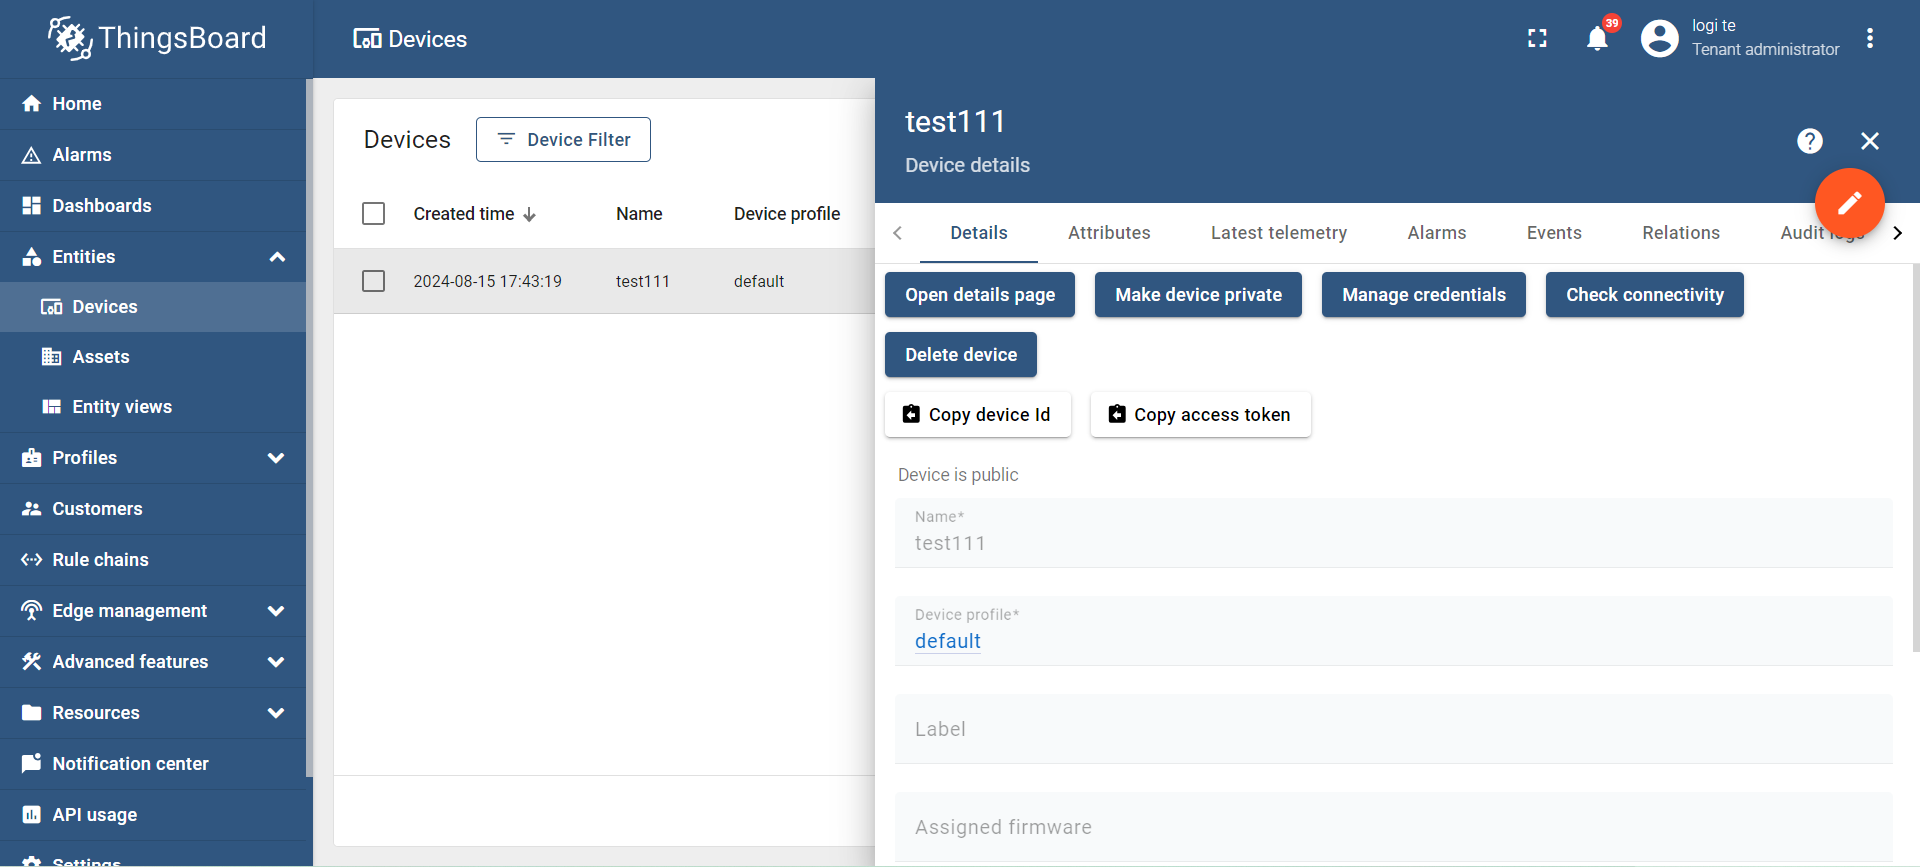 ThingsBoard
Devices
39
logi te
Tenant administrator
Home
Alarms
Dashboards
Entities
Devices
Assets
Entity views
Profiles
Customers
Rule chains
Edge management
Advanced features
Resources
Notification center
API usage
Settings
Devices
Device Filter
Created time Name Device profile
2024-08-15 17:43:19 test111 default
test111
Device details
Details Attributes Latest telemetry Alarms Events Relations Audit logs
Open details page Make device private Manage credentials Check connectivity
Delete device
Copy device Id Copy access token
Device is public
Name*
test111
Device profile*
default
Label
Assigned firmware